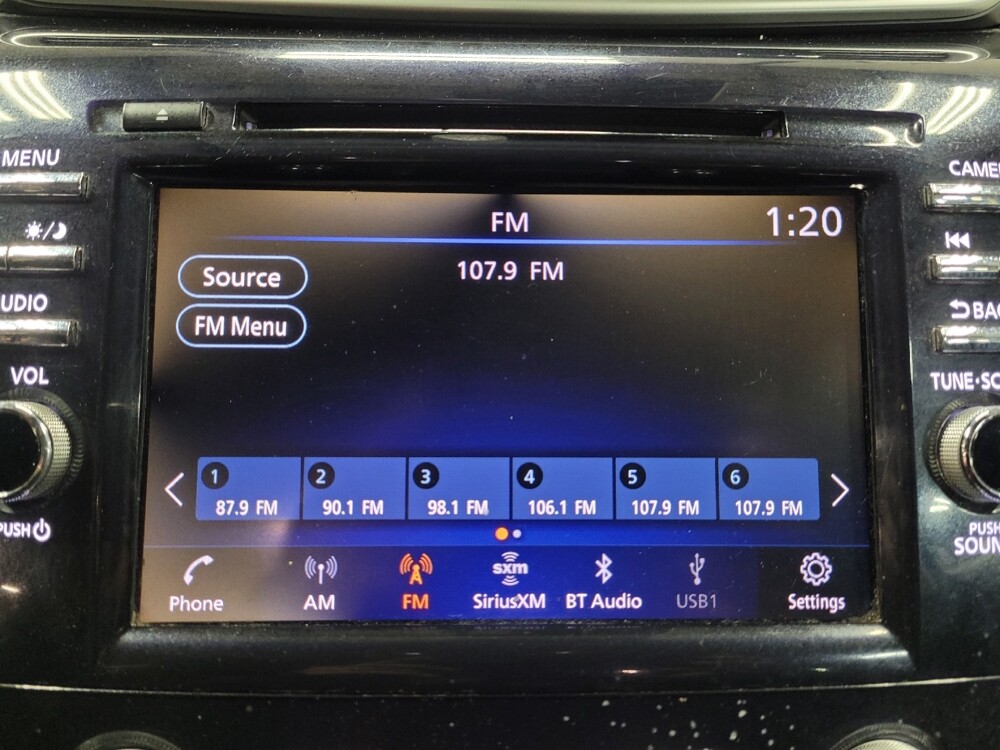 MENU
UDIO
VOL
PUSH
FM
1:20
Source
107.9 FM
FM Menu
1 2 3 4 5 6
87.9 FM 90.1 FM 98.1 FM 106.1 FM 107.9 FM 107.9 FM
sxm
Phone AM FM SiriusXM BT Audio USB1 Settings
CAME
BAC
TUNE·SC
PUSH
SOUN